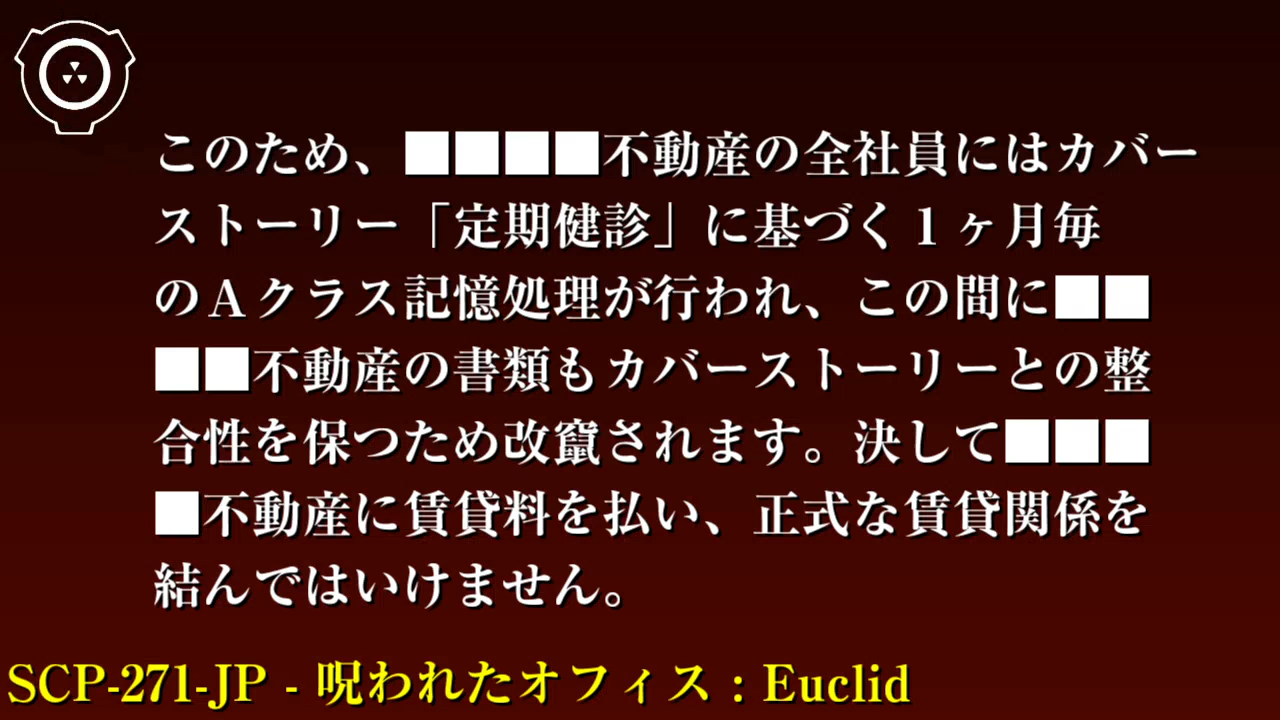 このため、■■■■不動産の全社員にはカバー
ストーリー「定期健診」に基づく１ヶ月毎
のＡクラス記憶処理が行われ、この間に■■
■■不動産の書類もカバーストーリーとの整
合性を保つため改竄されます。決して■■■
■不動産に賃貸料を払い、正式な賃貸関係を
結んではいけません。
SCP-271-JP - 呪われたオフィス：Euclid